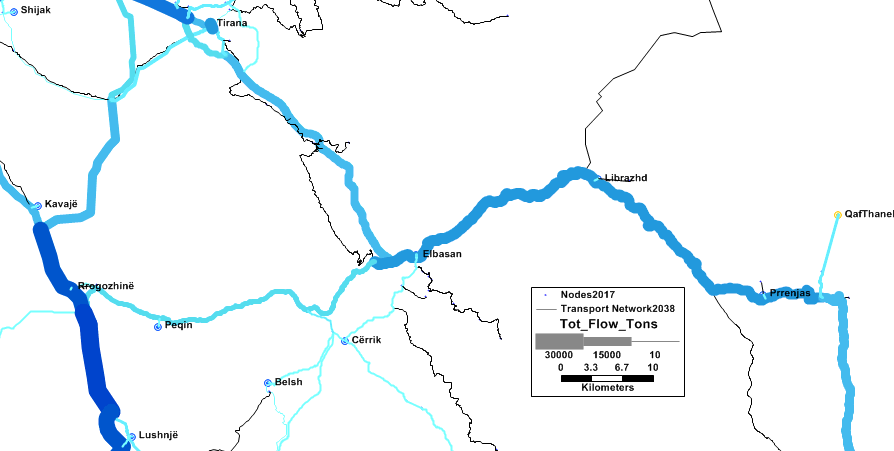 Shijak
Tirana
Librazhd
Kavajë
QafThanel
Elbasan
Rrogozhinë
Prrenjas
Nodes2017
Transport Network2038
Tot_Flow_Tons
30000 15000 10
0 3.3 6.7 10
Kilometers
Peqin
Cërrik
Belsh
Lushnjë